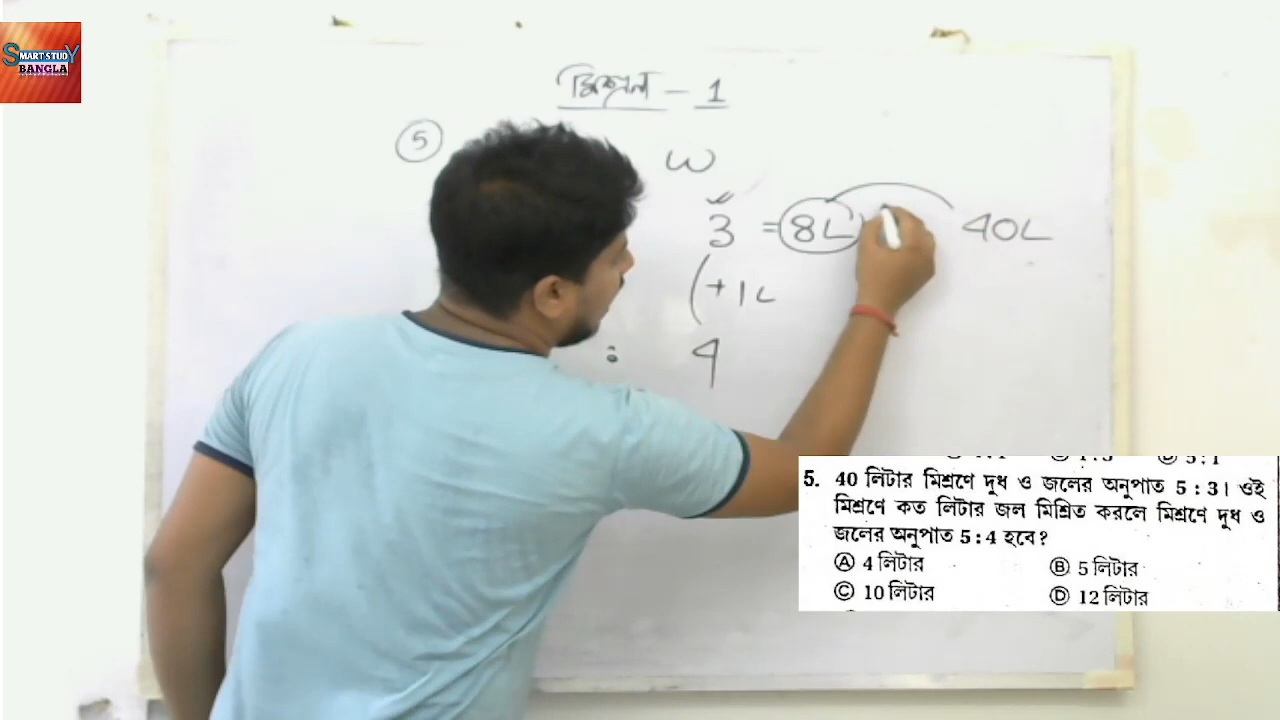 SMART STUDY
BANGLA
মিশ্রণ - 1
5
W
3 = 8L 40L
+ 1L
: 4
5. 40 লিটার মিশ্রণে দুধ ও জলের অনুপাত 5 : 3। ওই
মিশ্রণে কত লিটার জল মিশ্রিত করলে মিশ্রণে দুধ ও
জলের অনুপাত 5 : 4 হবে?
Ⓐ 4 লিটার Ⓑ 5 লিটার
Ⓒ 10 লিটার Ⓓ 12 লিটার